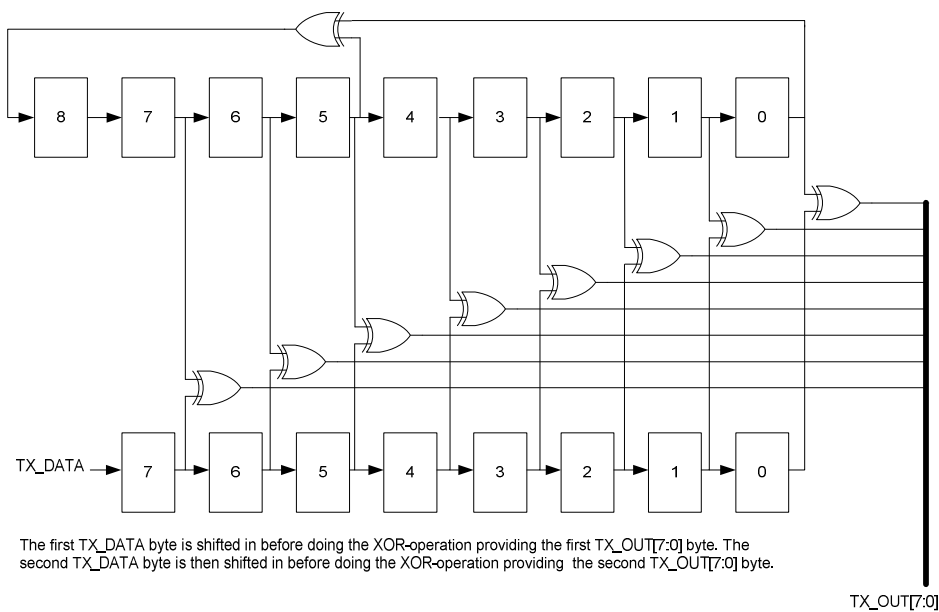 8 7 6 5 4 3 2 1 0
TX_DATA 7 6 5 4 3 2 1 0
The first TX_DATA byte is shifted in before doing the XOR-operation providing the first TX_OUT[7:0] byte. The
second TX_DATA byte is then shifted in before doing the XOR-operation providing the second TX_OUT[7:0] byte.
TX_OUT[7:0]